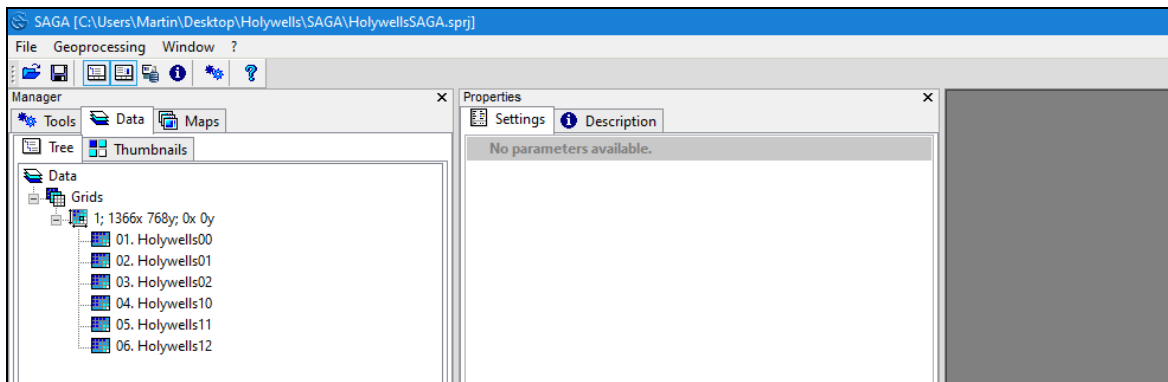 SAGA [C:\Users\Martin\Desktop\Holywells\SAGA\HolywellsSAGA.sprj]
File Geoprocessing Window ?
Manager
Tools Data Maps
Tree Thumbnails
Data
Grids
1; 1366x 768y; 0x 0y
01. Holywells00
02. Holywells01
03. Holywells02
04. Holywells10
05. Holywells11
06. Holywells12
Properties
Settings Description
No parameters available.